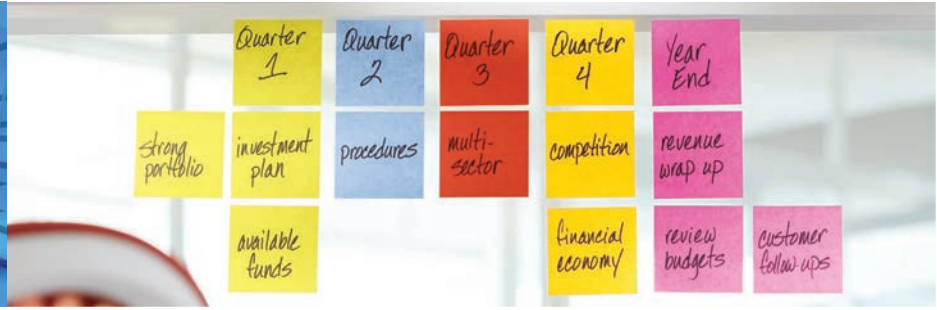 Quarter
1
Quarter
2
Quarter
3
Quarter
4
Year
End
strong
portfolio
investment
plan
procedures
multi-
sector
competition
revenue
wrap up
available
funds
financial
economy
review
budgets
customer
follow-ups